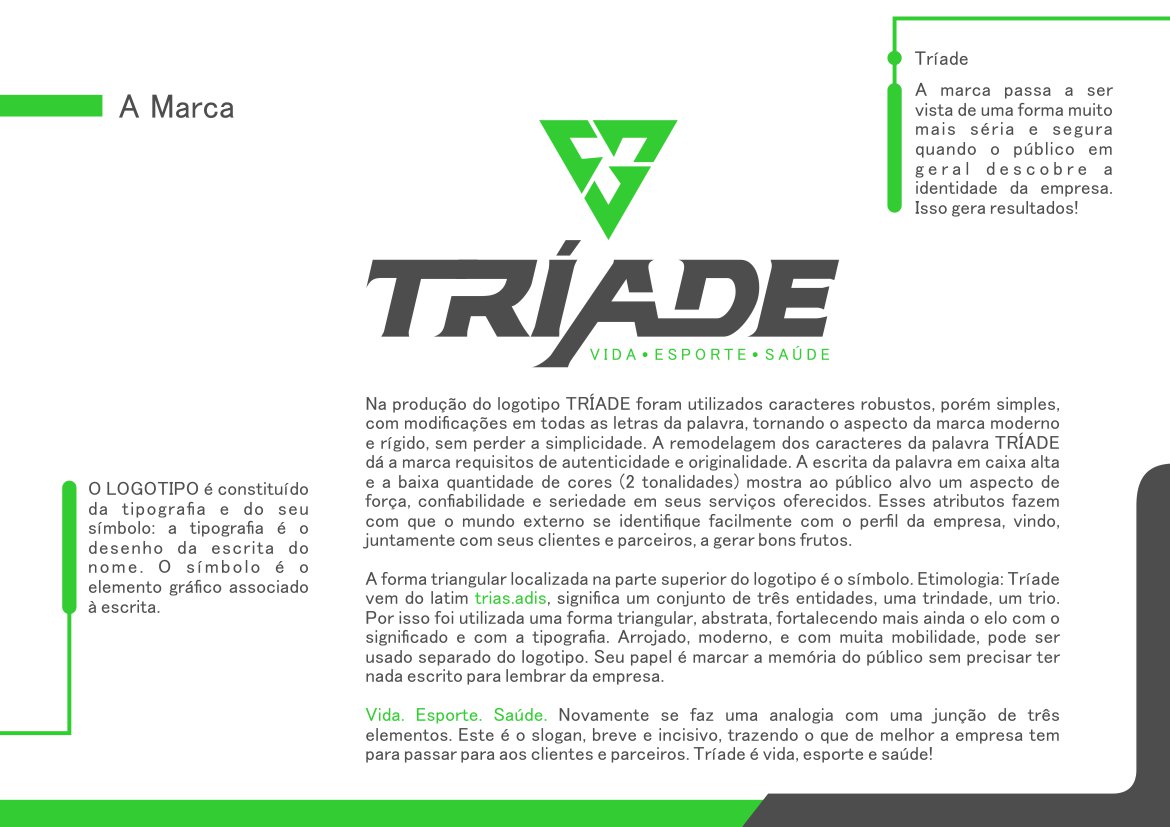 A Marca
Tríade
A marca passa a ser
vista de uma forma muito
mais séria e segura
quando o público em
geral descobre a
identidade da empresa.
Isso gera resultados!
TRÍADE
VIDA • ESPORTE • SAÚDE
Na produção do logotipo TRÍADE foram utilizados caracteres robustos, porém simples,
com modificações em todas as letras da palavra, tornando o aspecto da marca moderno
e rígido, sem perder a simplicidade. A remodelagem dos caracteres da palavra TRÍADE
dá a marca requisitos de autenticidade e originalidade. A escrita da palavra em caixa alta
e a baixa quantidade de cores (2 tonalidades) mostra ao público alvo um aspecto de
força, confiabilidade e seriedade em seus serviços oferecidos. Esses atributos fazem
com que o mundo externo se identifique facilmente com o perfil da empresa, vindo,
juntamente com seus clientes e parceiros, a gerar bons frutos.
O LOGOTIPO é constituído
da tipografia e do seu
símbolo: a tipografia é o
desenho da escrita do
nome. O símbolo é o
elemento gráfico associado
à escrita.
A forma triangular localizada na parte superior do logotipo é o símbolo. Etimologia: Tríade
vem do latim trias.adis, significa um conjunto de três entidades, uma trindade, um trio.
Por isso foi utilizada uma forma triangular, abstrata, fortalecendo mais ainda o elo com o
significado e com a tipografia. Arrojado, moderno, e com muita mobilidade, pode ser
usado separado do logotipo. Seu papel é marcar a memória do público sem precisar ter
nada escrito para lembrar da empresa.
Vida. Esporte. Saúde. Novamente se faz uma analogia com uma junção de três
elementos. Este é o slogan, breve e incisivo, trazendo o que de melhor a empresa tem
para passar para aos clientes e parceiros. Tríade é vida, esporte e saúde!